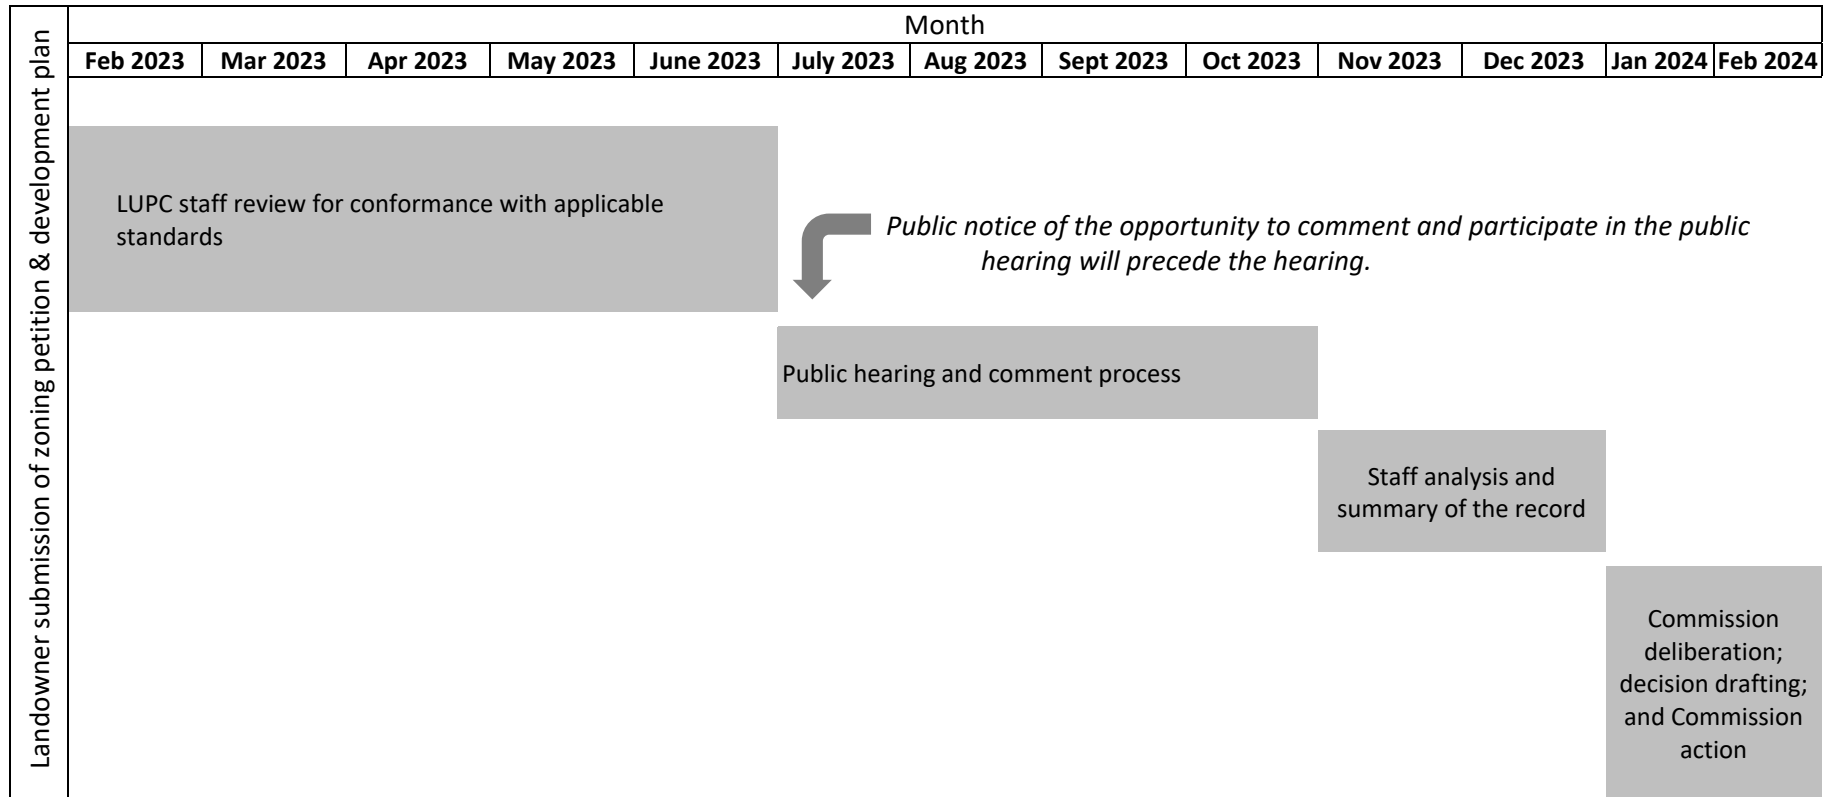 Landowner submission of zoning petition & development plan
Month
Feb 2023 Mar 2023 Apr 2023 May 2023 June 2023 July 2023 Aug 2023 Sept 2023 Oct 2023 Nov 2023 Dec 2023 Jan 2024 Feb 2024
LUPC staff review for conformance with applicable
standards
Public notice of the opportunity to comment and participate in the public
hearing will precede the hearing.
Public hearing and comment process
Staff analysis and
summary of the record
Commission
deliberation;
decision drafting;
and Commission
action